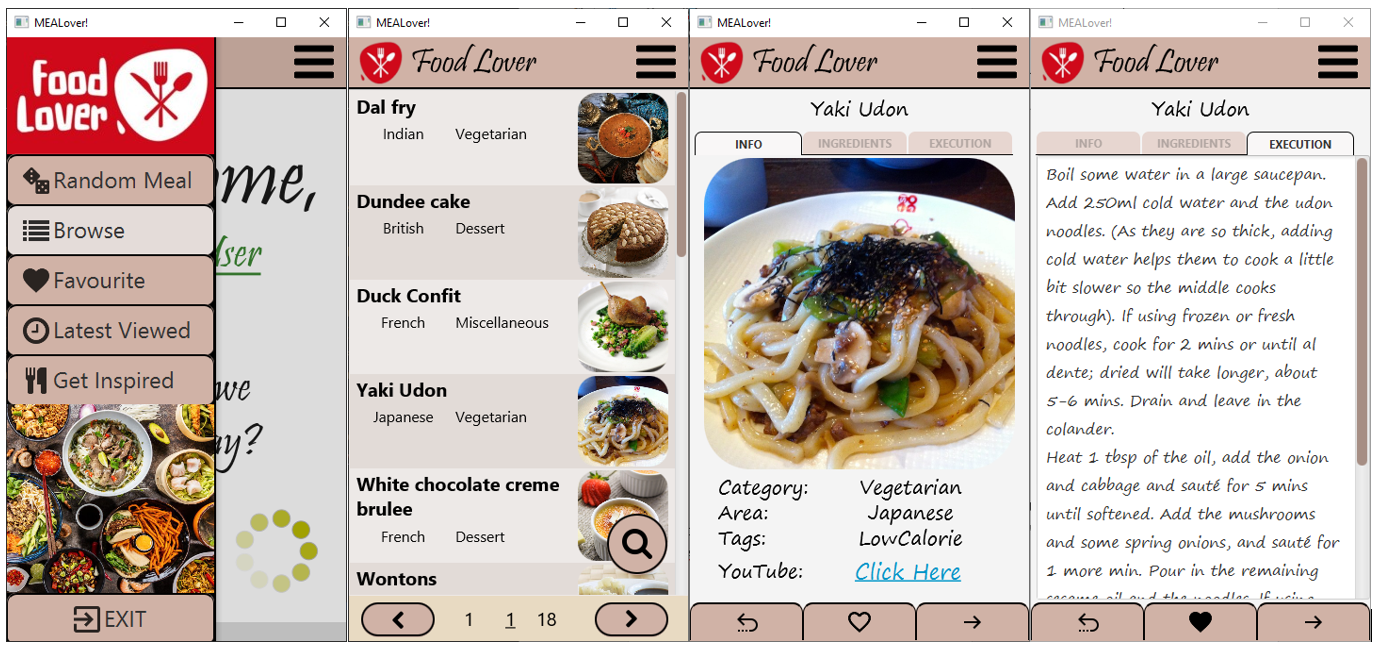 MEALover!
Food
Lover
ome,
User
Random Meal
Browse
Favourite
Latest Viewed
Get Inspired
we
ay?
EXIT
MEALover!
Food Lover
Dal fry
Indian Vegetarian
Dundee cake
British Dessert
Duck Confit
French Miscellaneous
Yaki Udon
Japanese Vegetarian
White chocolate creme
brulee
French Dessert
Wontons
1 1 18
MEALover!
Food Lover
Yaki Udon
INFO INGREDIENTS EXECUTION
Category: Vegetarian
Area: Japanese
Tags: LowCalorie
YouTube: Click Here
MEALover!
Food Lover
Yaki Udon
INFO INGREDIENTS EXECUTION
Boil some water in a large saucepan.
Add 250ml cold water and the udon
noodles. (As they are so thick, adding
cold water helps them to cook a little
bit slower so the middle cooks
through). If using frozen or fresh
noodles, cook for 2 mins or until al
dente; dried will take longer, about
5-6 mins. Drain and leave in the
colander.
Heat 1 tbsp of the oil, add the onion
and cabbage and sauté for 5 mins
until softened. Add the mushrooms
and some spring onions, and sauté for
1 more min. Pour in the remaining
sesame oil and the noodles. If using